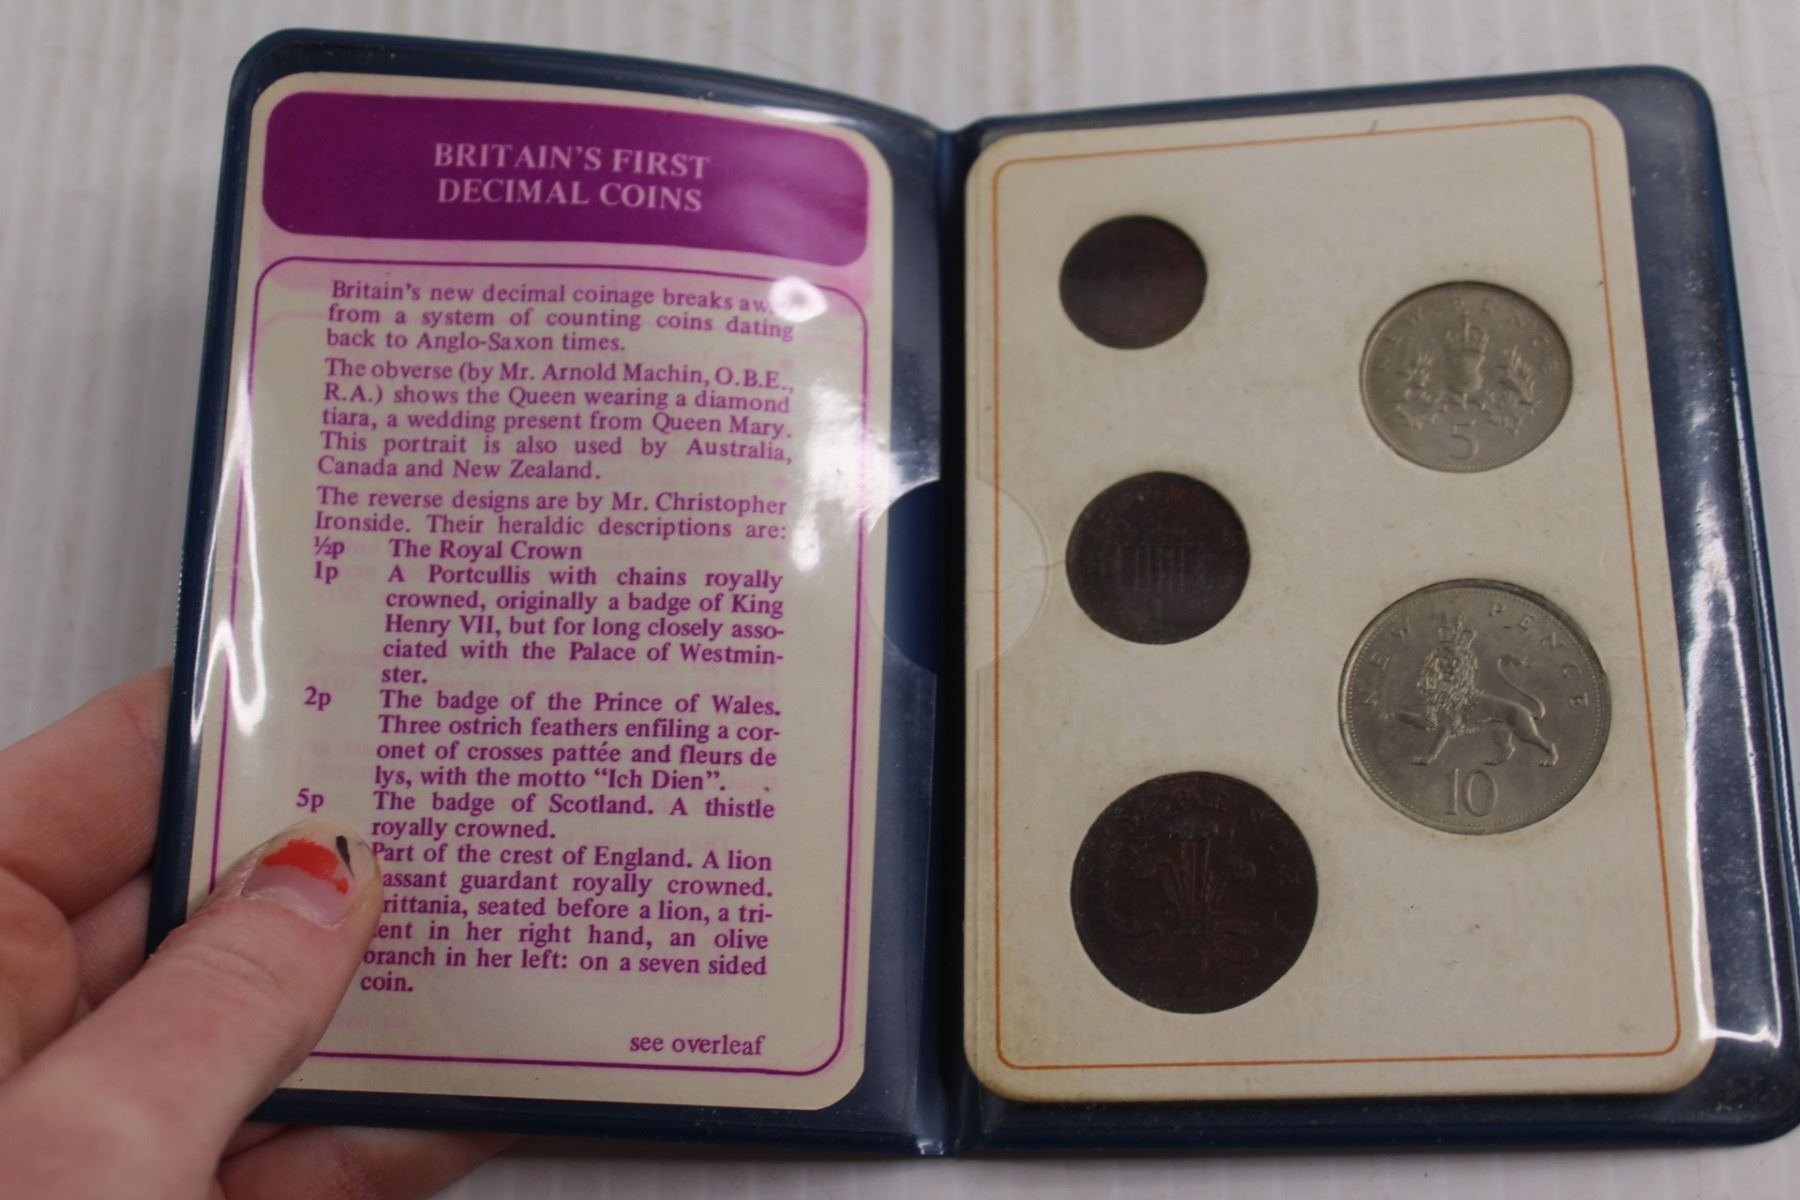 BRITAIN'S FIRST
DECIMAL COINS
Britain's new decimal coinage breaks
from a system of counting coins dating
back to Anglo-Saxon times.
The obverse (by Mr. Arnold Machin, O.B.E.,
R.A.) shows the Queen wearing a diamond
tiara, a wedding present from Queen Mary.
This portrait is also used by Australia,
Canada and New Zealand.
The reverse designs are by Mr. Christopher
Ironside. Their heraldic descriptions are:
½p The Royal Crown
1p A Portcullis with chains royally
crowned, originally a badge of King
Henry VII, but for long closely asso-
ciated with the Palace of Westmin-
ster.
2p The badge of the Prince of Wales.
Three ostrich feathers enfiling a cor-
onet of crosses pattée and fleurs de
lys, with the motto "Ich Dien".
5p The badge of Scotland. A thistle
royally crowned.
Part of the crest of England. A lion
guardant royally crowned.
seated before a lion, a tri-
in her right hand, an olive
branch in her left: on a seven sided
coin.
see overleaf
NEW PENCE
5
NEW PENCE
10